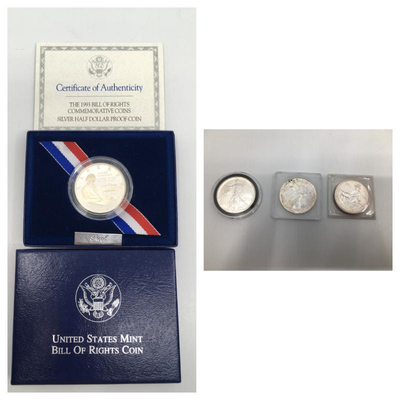 Certificate of Authenticity
THE 1993 BILL OF RIGHTS
COMMEMORATIVE COINS
SILVER HALF DOLLAR PROOF COIN
UNITED STATES MINT
BILL OF RIGHTS COIN